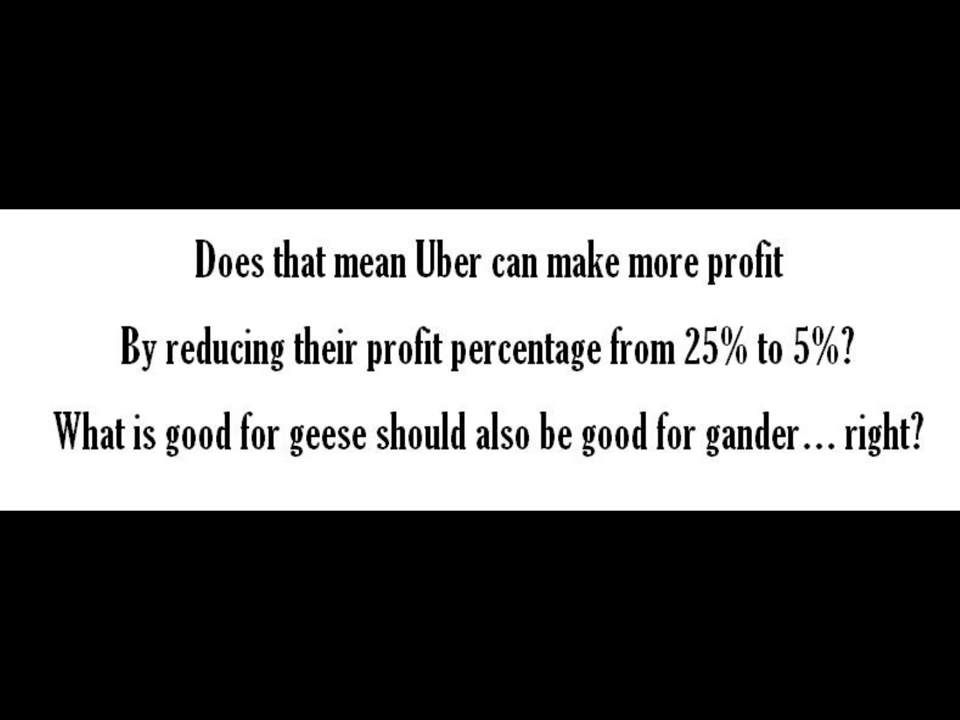 Does that mean Uber can make more profit
By reducing their profit percentage from 25% to 5%?
What is good for geese should also be good for gander... right?